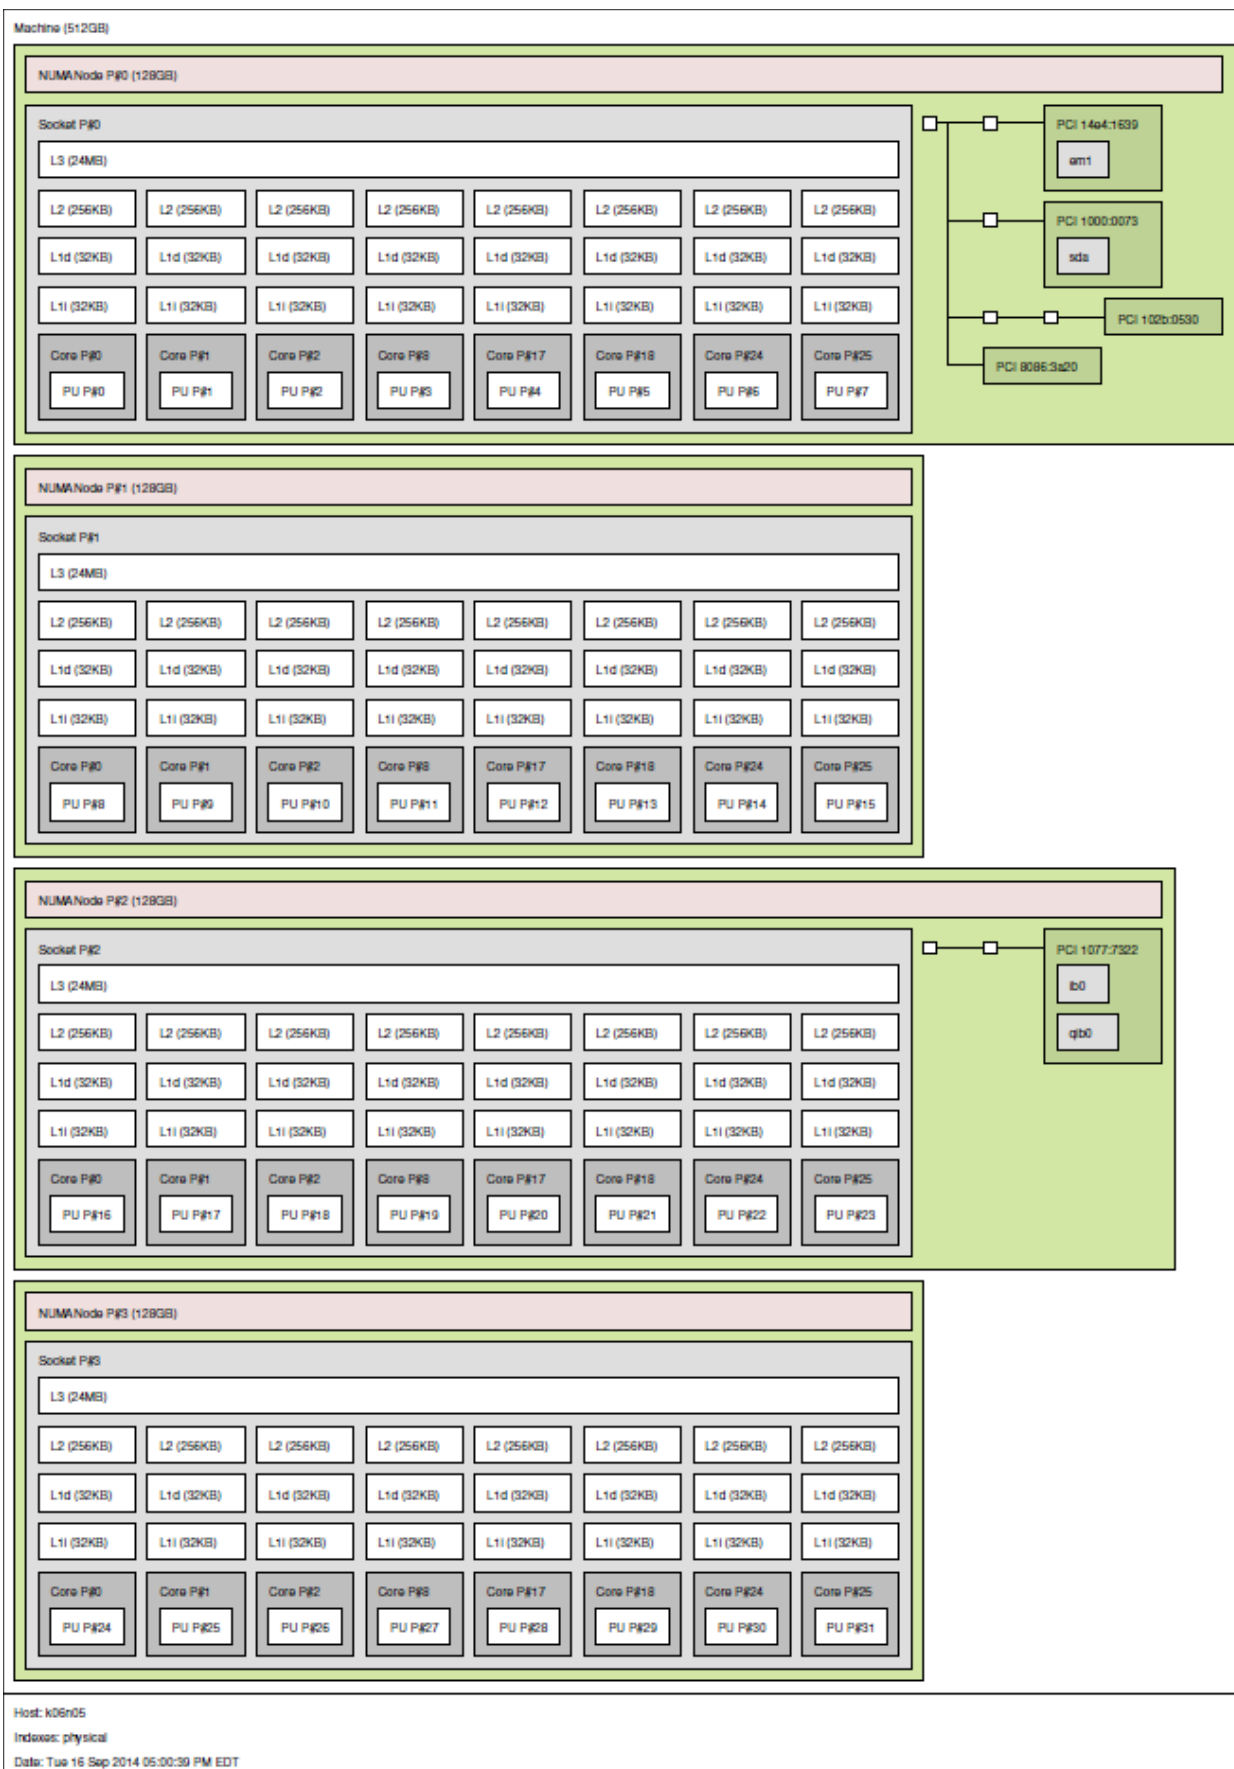 Machine (512GB)
NUMANode P#0 (128GB)
Socket P#0
L3 (24MB)
L2 (256KB) L2 (256KB) L2 (256KB) L2 (256KB) L2 (256KB) L2 (256KB) L2 (256KB) L2 (256KB)
L1d (32KB) L1d (32KB) L1d (32KB) L1d (32KB) L1d (32KB) L1d (32KB) L1d (32KB) L1d (32KB)
L1i (32KB) L1i (32KB) L1i (32KB) L1i (32KB) L1i (32KB) L1i (32KB) L1i (32KB) L1i (32KB)
Core P#0 Core P#1 Core P#2 Core P#8 Core P#17 Core P#18 Core P#24 Core P#25
PU P#0 PU P#1 PU P#2 PU P#3 PU P#4 PU P#5 PU P#6 PU P#7
PCI 14e4:1639
em1
PCI 1000:0073
sda
PCI 102b:0530
PCI 8086:3a20
NUMANode P#1 (128GB)
Socket P#1
L3 (24MB)
L2 (256KB) L2 (256KB) L2 (256KB) L2 (256KB) L2 (256KB) L2 (256KB) L2 (256KB) L2 (256KB)
L1d (32KB) L1d (32KB) L1d (32KB) L1d (32KB) L1d (32KB) L1d (32KB) L1d (32KB) L1d (32KB)
L1i (32KB) L1i (32KB) L1i (32KB) L1i (32KB) L1i (32KB) L1i (32KB) L1i (32KB) L1i (32KB)
Core P#0 Core P#1 Core P#2 Core P#8 Core P#17 Core P#18 Core P#24 Core P#25
PU P#8 PU P#9 PU P#10 PU P#11 PU P#12 PU P#13 PU P#14 PU P#15
NUMANode P#2 (128GB)
Socket P#2
L3 (24MB)
L2 (256KB) L2 (256KB) L2 (256KB) L2 (256KB) L2 (256KB) L2 (256KB) L2 (256KB) L2 (256KB)
L1d (32KB) L1d (32KB) L1d (32KB) L1d (32KB) L1d (32KB) L1d (32KB) L1d (32KB) L1d (32KB)
L1i (32KB) L1i (32KB) L1i (32KB) L1i (32KB) L1i (32KB) L1i (32KB) L1i (32KB) L1i (32KB)
Core P#0 Core P#1 Core P#2 Core P#8 Core P#17 Core P#18 Core P#24 Core P#25
PU P#16 PU P#17 PU P#18 PU P#19 PU P#20 PU P#21 PU P#22 PU P#23
PCI 1077:7322
ib0
qib0
NUMANode P#3 (128GB)
Socket P#3
L3 (24MB)
L2 (256KB) L2 (256KB) L2 (256KB) L2 (256KB) L2 (256KB) L2 (256KB) L2 (256KB) L2 (256KB)
L1d (32KB) L1d (32KB) L1d (32KB) L1d (32KB) L1d (32KB) L1d (32KB) L1d (32KB) L1d (32KB)
L1i (32KB) L1i (32KB) L1i (32KB) L1i (32KB) L1i (32KB) L1i (32KB) L1i (32KB) L1i (32KB)
Core P#0 Core P#1 Core P#2 Core P#8 Core P#17 Core P#18 Core P#24 Core P#25
PU P#24 PU P#25 PU P#26 PU P#27 PU P#28 PU P#29 PU P#30 PU P#31
Host: k06n05
Indexes: physical
Date: Tue 16 Sep 2014 05:00:39 PM EDT